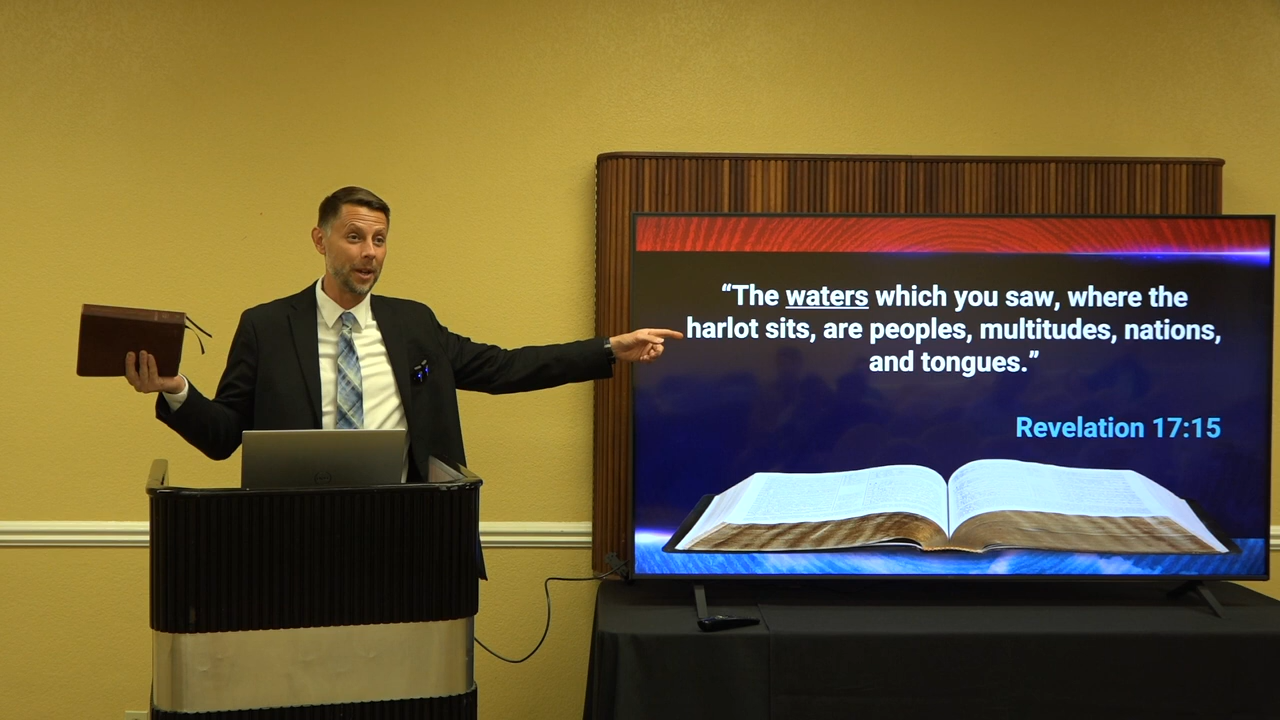 “The waters which you saw, where the
harlot sits, are peoples, multitudes, nations,
and tongues.”
Revelation 17:15